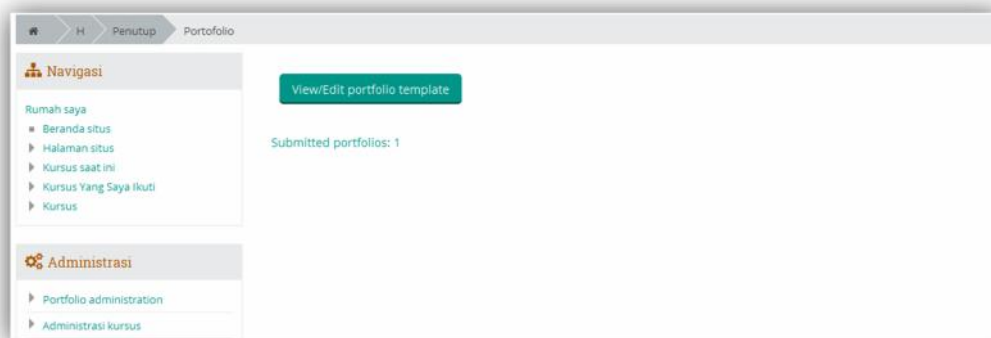 H Penutup Portofolio
Navigasi
Rumah saya
Beranda situs
Halaman situs
Kursus saat ini
Kursus Yang Saya Ikuti
Kursus
Administrasi
Portfolio administration
Administrasi kursus
View/Edit portfolio template
Submitted portfolios: 1